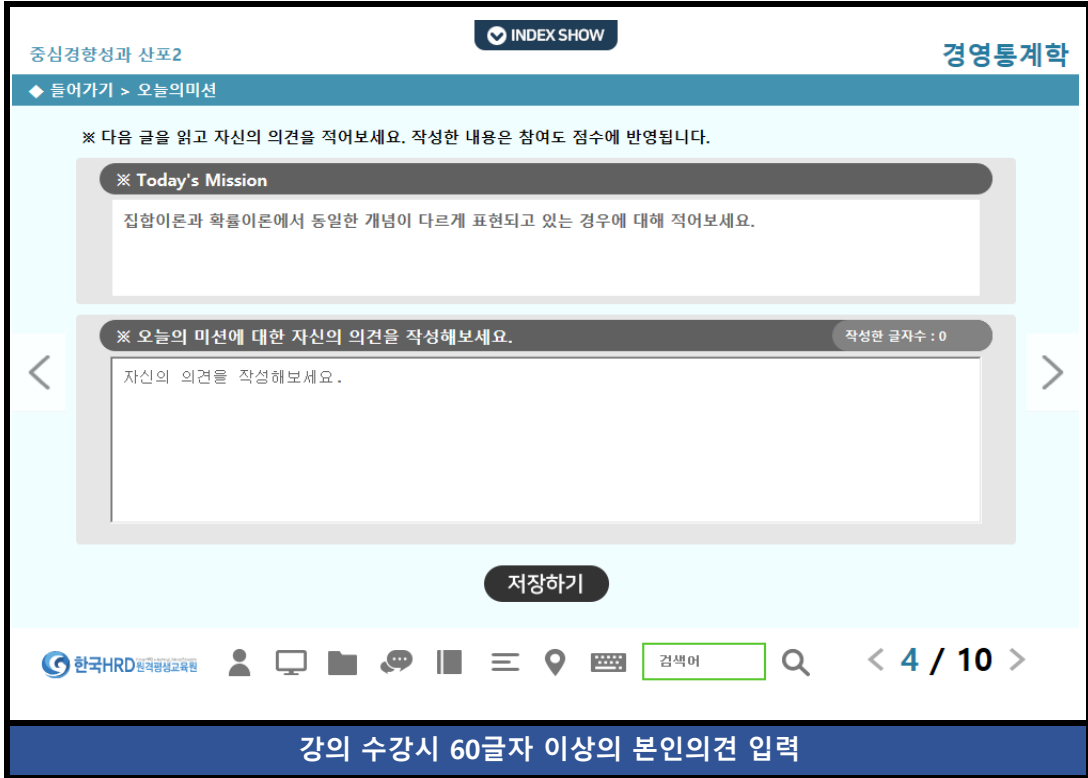 INDEX SHOW
중심경향성과 산포2
경영통계학
◆ 들어가기 > 오늘의미션
※ 다음 글을 읽고 자신의 의견을 적어보세요. 작성한 내용은 참여도 점수에 반영됩니다.
※ Today's Mission
집합이론과 확률이론에서 동일한 개념이 다르게 표현되고 있는 경우에 대해 적어보세요.
※ 오늘의 미션에 대한 자신의 의견을 작성해보세요.
작성한 글자수 : 0
자신의 의견을 작성해보세요.
저장하기
한국HRD원격평생교육원
검색어
< 4 / 10 >
강의 수강시 60글자 이상의 본인의견 입력